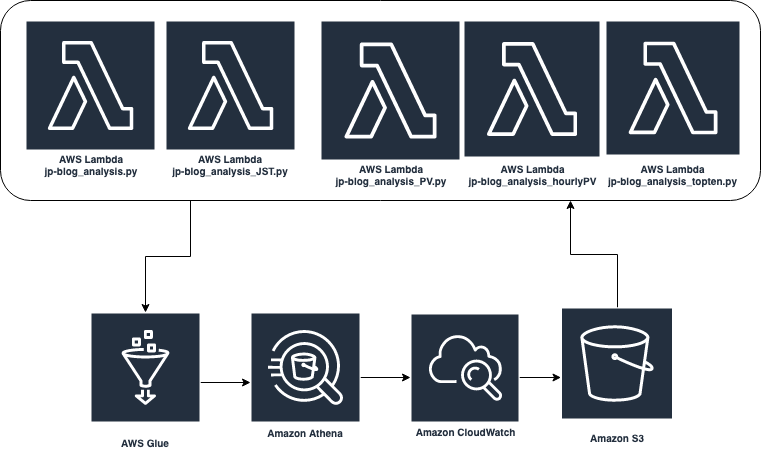 AWS Lambda
jp-blog_analysis.py
AWS Lambda
jp-blog_analysis_JST.py
AWS Lambda
jp-blog_analysis_PV.py
AWS Lambda
jp-blog_analysis_hourlyPV
AWS Lambda
jp-blog_analysis_topten.py
AWS Glue
Amazon Athena
Amazon CloudWatch
Amazon S3